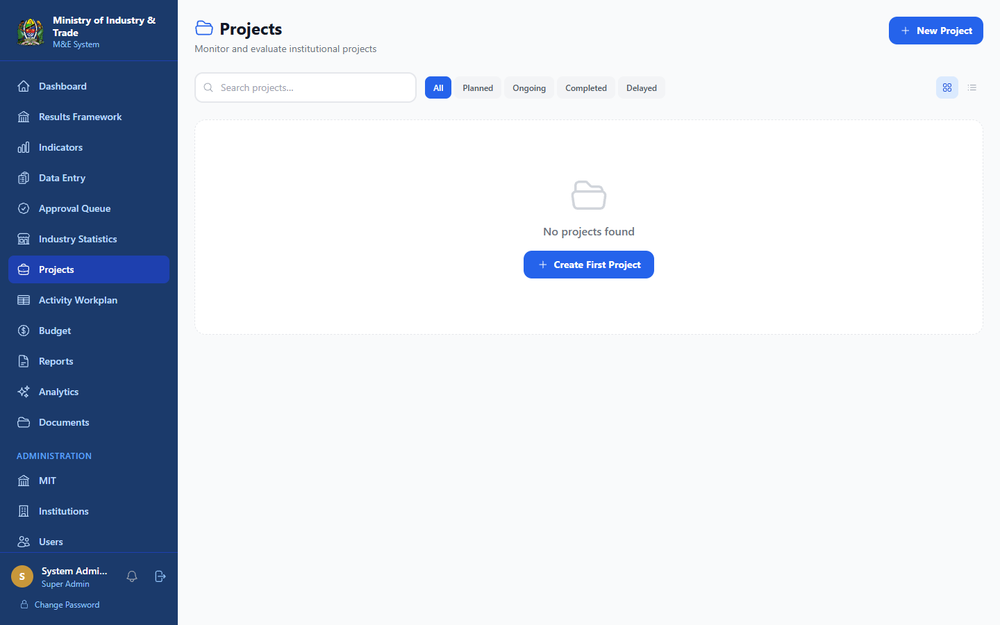 Ministry of Industry &
Trade
M&E System
Dashboard
Results Framework
Indicators
Data Entry
Approval Queue
Industry Statistics
Projects
Activity Workplan
Budget
Reports
Analytics
Documents
ADMINISTRATION
MIT
Institutions
Users
S
System Admi...
Super Admin
Change Password
Projects
Monitor and evaluate institutional projects
New Project
Search projects...
All
Planned
Ongoing
Completed
Delayed
No projects found
Create First Project